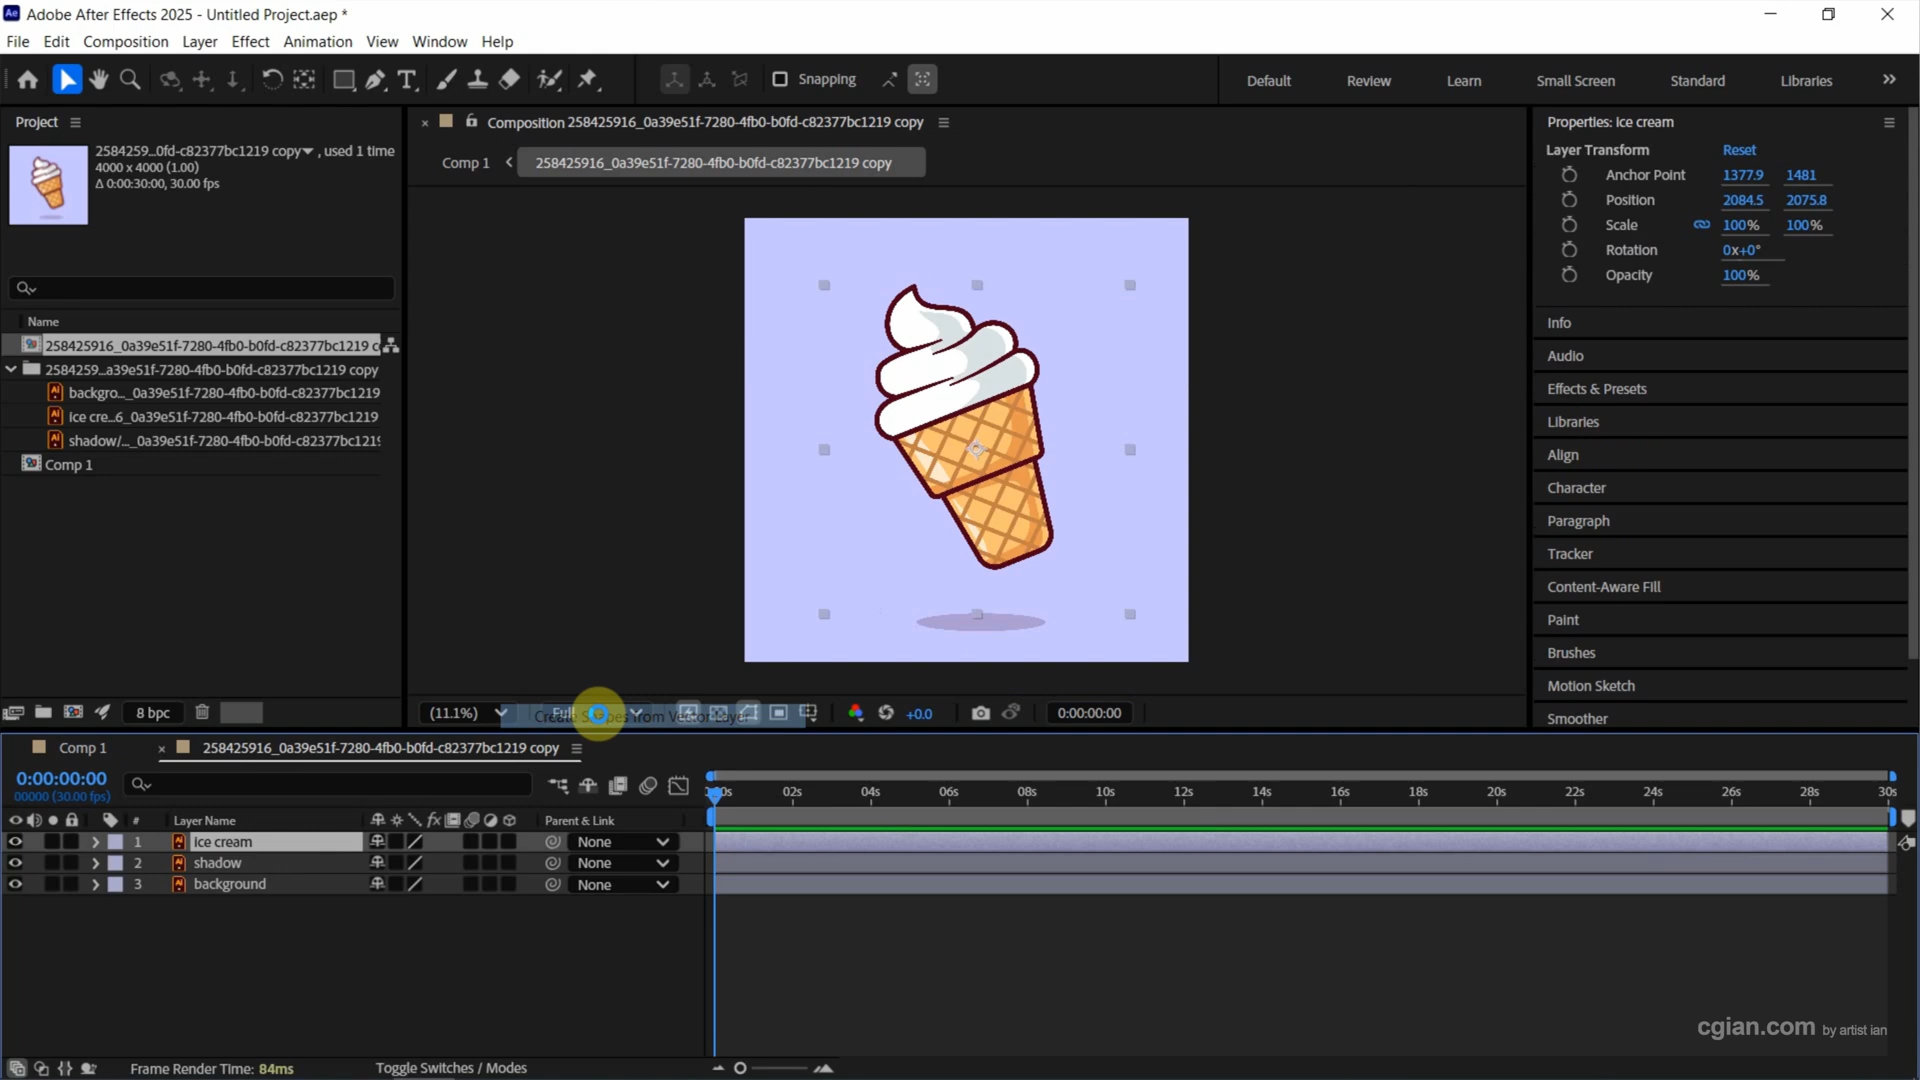 Ae Adobe After Effects 2025 - Untitled Project.aep *
File Edit Composition Layer Effect Animation View Window Help
Snapping Default Review Learn Small Screen Standard Libraries
Project
2584259...0fd-c82377bc1219 copy , used 1 time
4000 x 4000 (1.00)
Δ 0:00:30:00, 30.00 fps
Name
258425916_0a39e51f-7280-4fb0-b0fd-c82377bc1219 c
2584259...a39e51f-7280-4fb0-b0fd-c82377bc1219 copy
backgro..._0a39e51f-7280-4fb0-b0fd-c82377bc1219
Ice cre...6_0a39e51f-7280-4fb0-b0fd-c82377bc1219
shadow/..._0a39e51f-7280-4fb0-b0fd-c82377bc1219
Comp 1
8 bpc
Composition 258425916_0a39e51f-7280-4fb0-b0fd-c82377bc1219 copy
Comp 1 258425916_0a39e51f-7280-4fb0-b0fd-c82377bc1219 copy
(11.1%) Full +0.0 0:00:00:00
Properties: Ice cream
Layer Transform Reset
Anchor Point 1377.9 1481
Position 2084.5 2075.8
Scale 100% 100%
Rotation 0x+0°
Opacity 100%
Info
Audio
Effects & Presets
Libraries
Align
Character
Paragraph
Tracker
Content-Aware Fill
Paint
Brushes
Motion Sketch
Smoother
Comp 1 258425916_0a39e51f-7280-4fb0-b0fd-c82377bc1219 copy
0:00:00:00
00000 (30.00 fps)
02s 04s 06s 08s 10s 12s 14s 16s 18s 20s 22s 24s 26s 28s 30s
# Layer Name fx Parent & Link
1 Ice cream None
2 shadow None
3 background None
Frame Render Time: 84ms Toggle Switches / Modes
cgian.com by artist ian